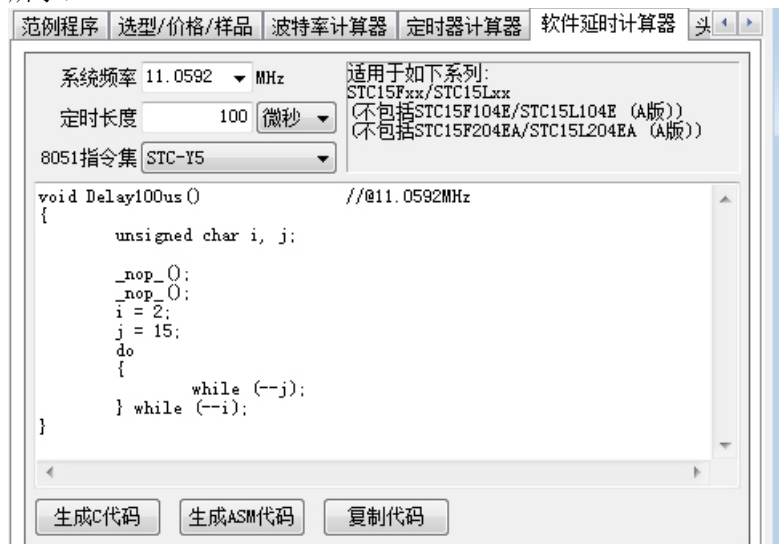 范例程序 选型/价格/样品 波特率计算器 定时器计算器 软件延时计算器 头
系统频率 11.0592 MHz
定时长度 100 微秒
8051指令集 STC-Y5
适用于如下系列:
STC15Fxx/STC15Lxx
(不包括STC15F104E/STC15L104E (A版))
(不包括STC15F204EA/STC15L204EA (A版))
void Delay100us() //@11.0592MHz
{
unsigned char i, j;
_nop_();
_nop_();
i = 2;
j = 15;
do
{
while (--j);
} while (--i);
}
生成C代码 生成ASM代码 复制代码